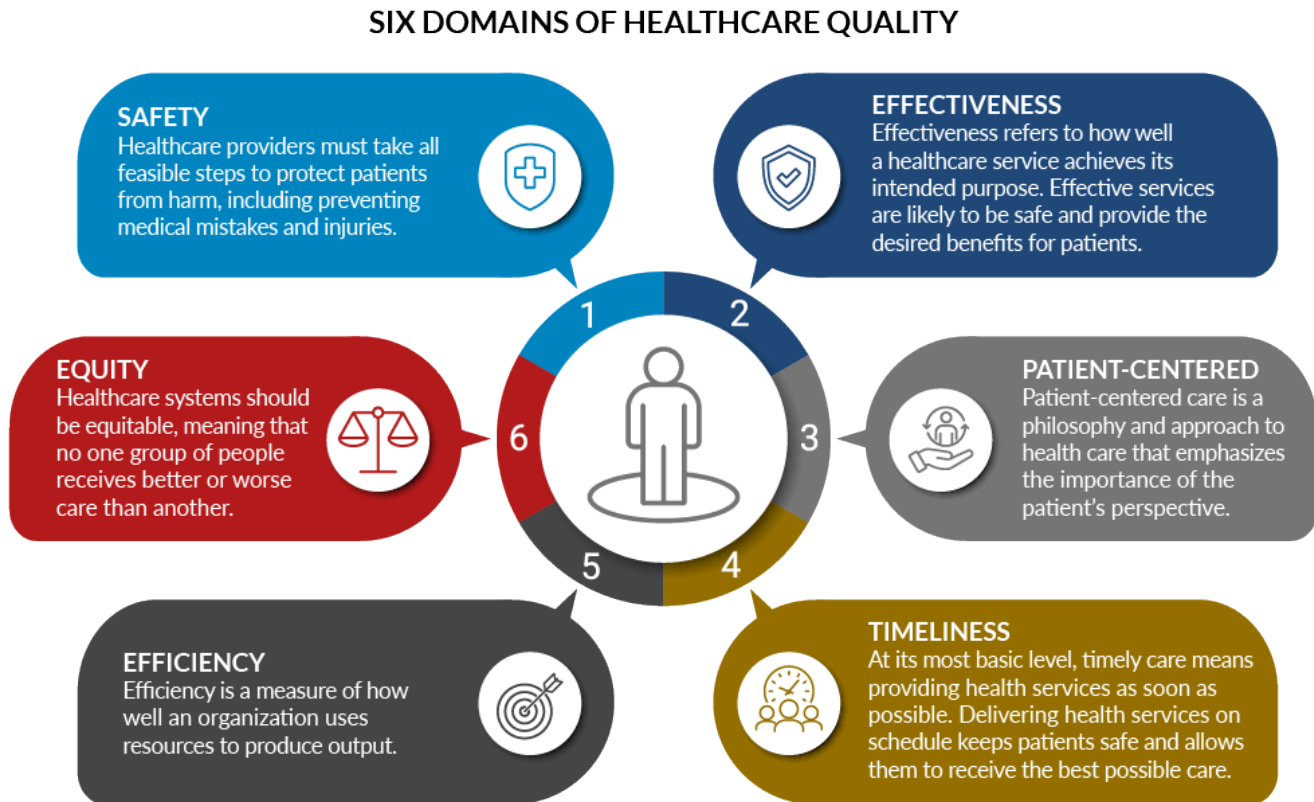 SIX DOMAINS OF HEALTHCARE QUALITY
SAFETY
Healthcare providers must take all
feasible steps to protect patients
from harm, including preventing
medical mistakes and injuries.
EFFECTIVENESS
Effectiveness refers to how well
a healthcare service achieves its
intended purpose. Effective services
are likely to be safe and provide the
desired benefits for patients.
1
2
EQUITY
Healthcare systems should
be equitable, meaning that
no one group of people
receives better or worse
care than another.
6
3
PATIENT-CENTERED
Patient-centered care is a
philosophy and approach to
health care that emphasizes
the importance of the
patient's perspective.
5
4
EFFICIENCY
Efficiency is a measure of how
well an organization uses
resources to produce output.
TIMELINESS
At its most basic level, timely care means
providing health services as soon as
possible. Delivering health services on
schedule keeps patients safe and allows
them to receive the best possible care.